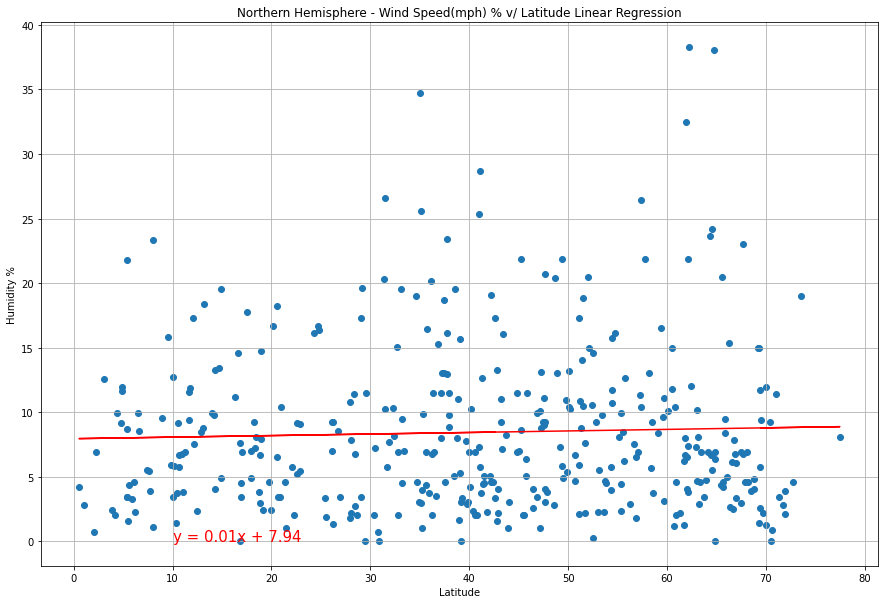 Northern Hemisphere - Wind Speed(mph) % v/ Latitude Linear Regression
40
35
30
25
20
15
10
5
0
Humidity %
y = 0.01x + 7.94
0 10 20 30 40 50 60 70 80
Latitude